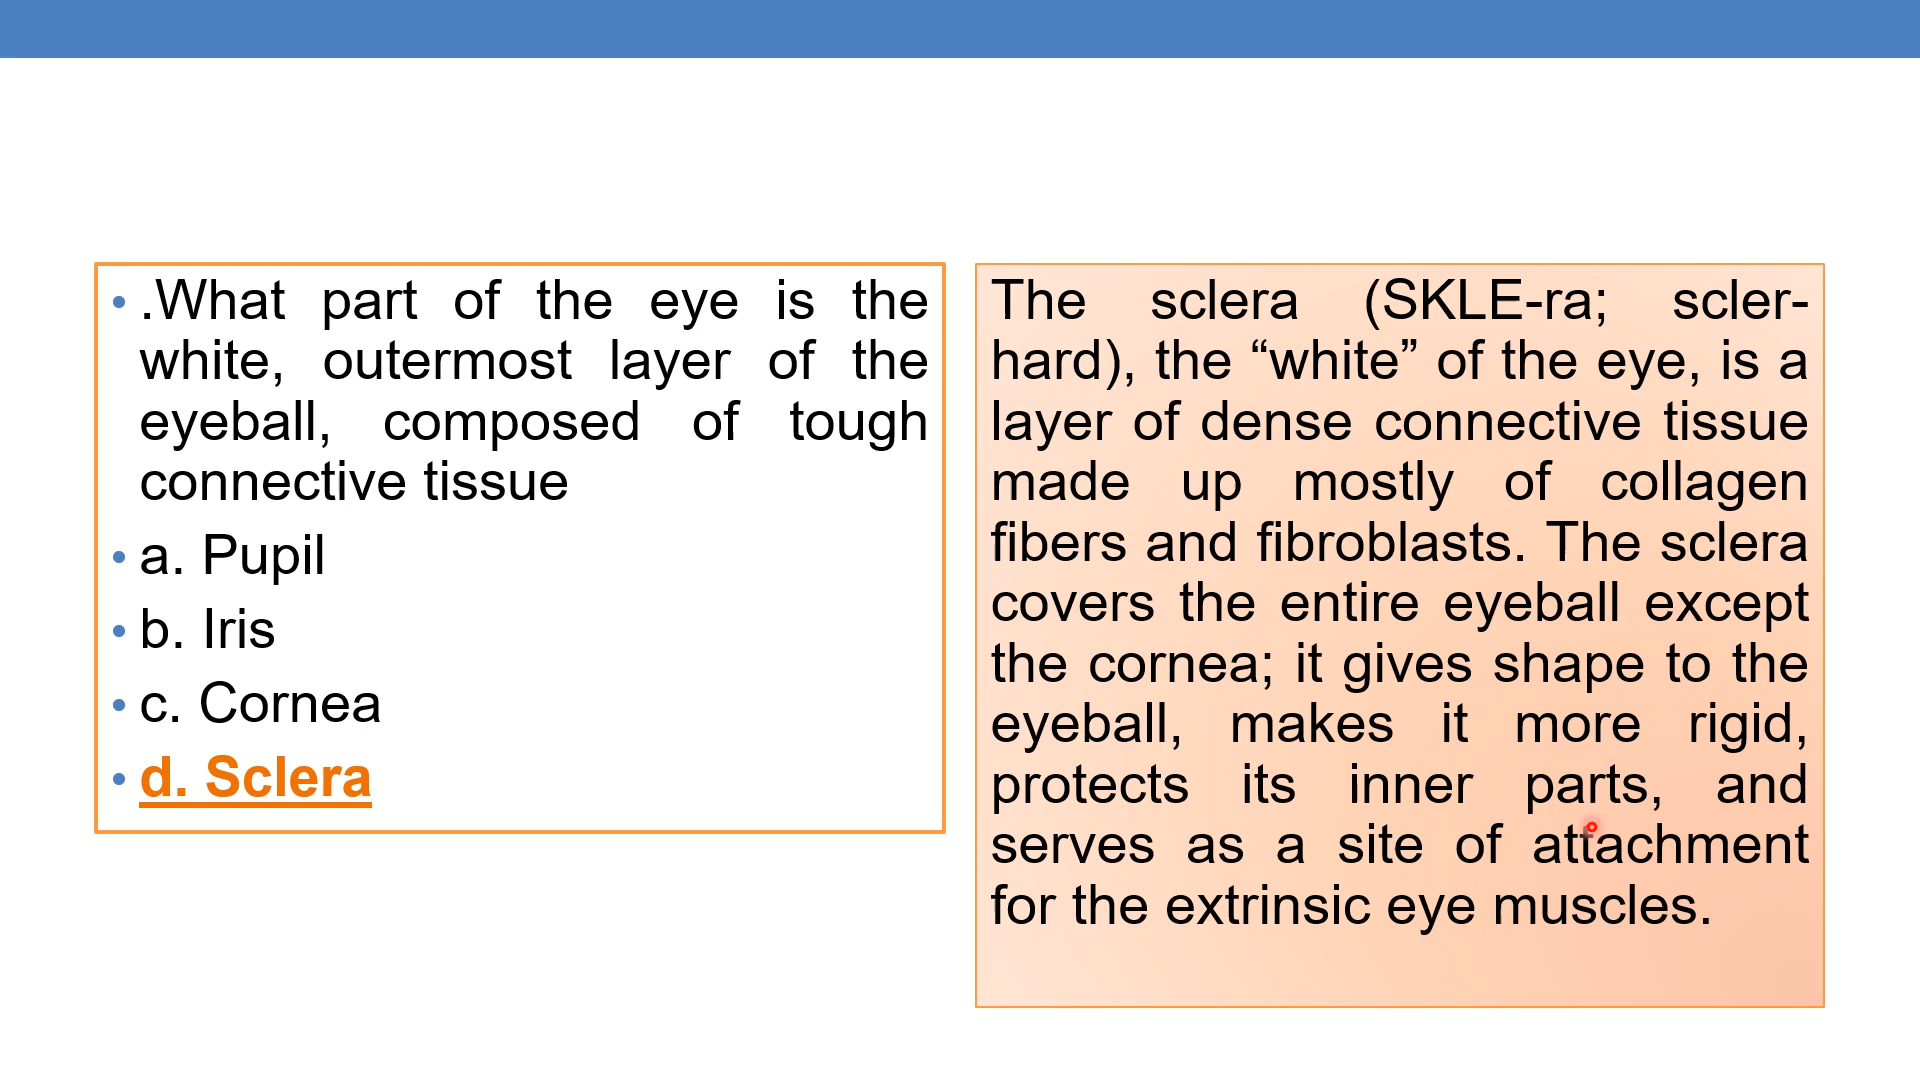 .What part of the eye is the
white, outermost layer of the
eyeball, composed of tough
connective tissue
a. Pupil
b. Iris
c. Cornea
d. Sclera
The sclera (SKLE-ra; scler-
hard), the “white” of the eye, is a
layer of dense connective tissue
made up mostly of collagen
fibers and fibroblasts. The sclera
covers the entire eyeball except
the cornea; it gives shape to the
eyeball, makes it more rigid,
protects its inner parts, and
serves as a site of attachment
for the extrinsic eye muscles.